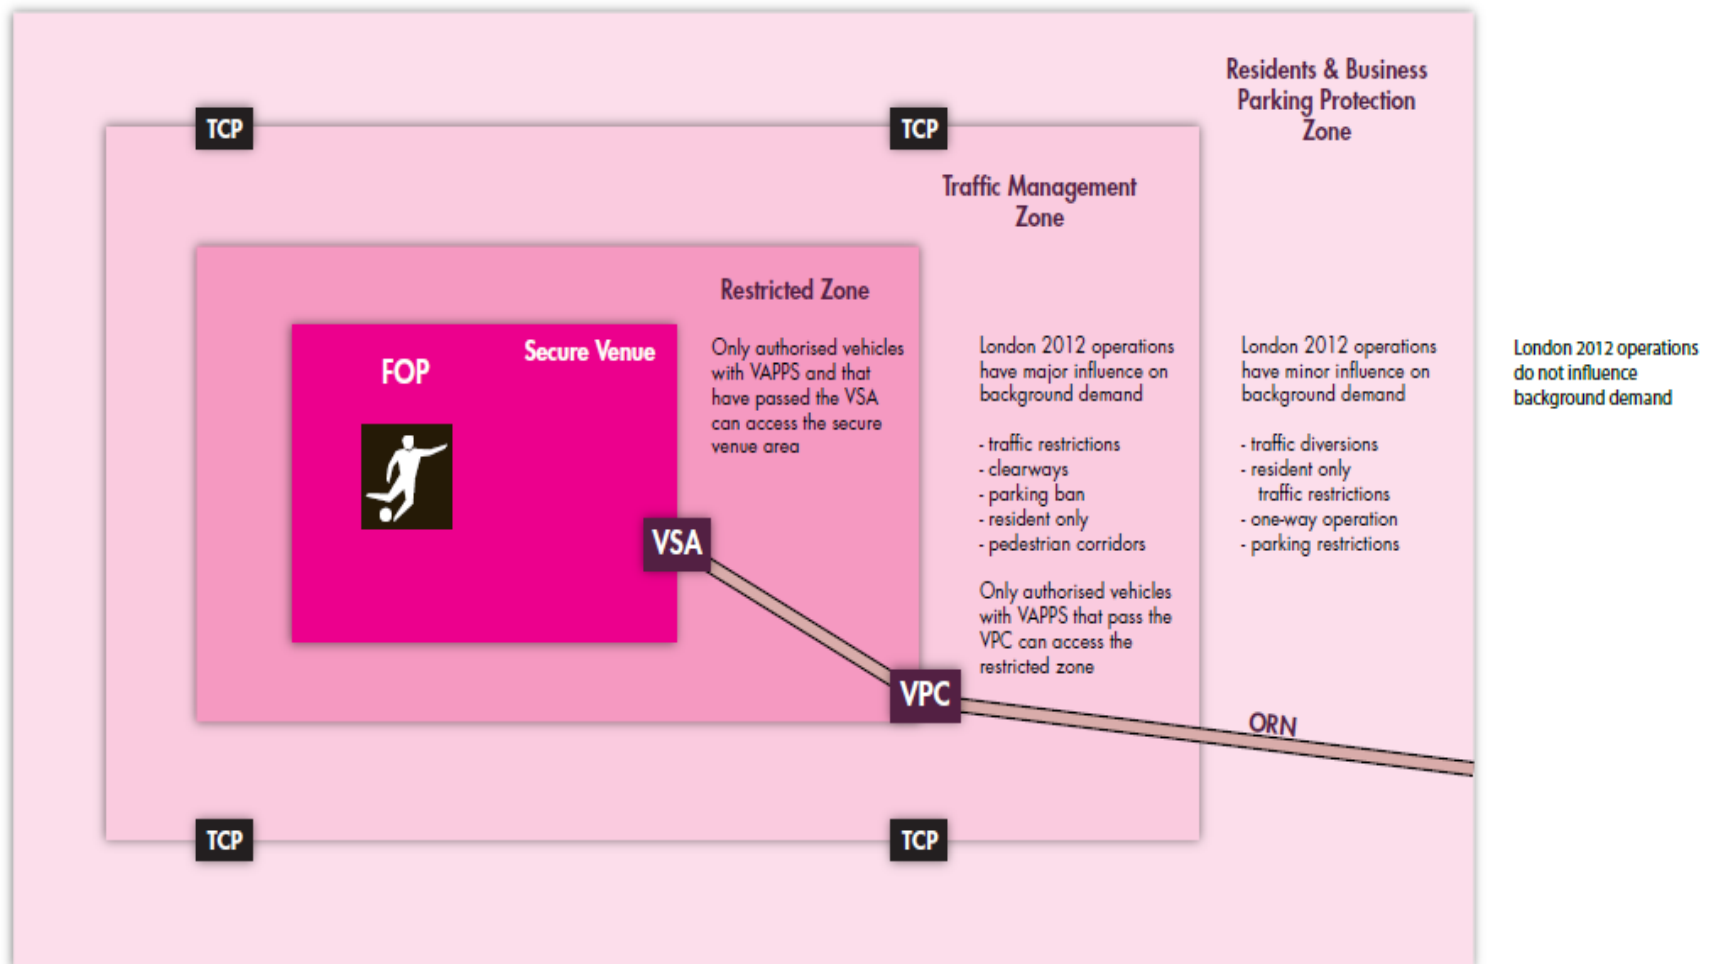 Residents & Business
Parking Protection
Zone
TCP
TCP
Traffic Management
Zone
Restricted Zone
Secure Venue
FOP
Only authorised vehicles
with VAPPS and that
have passed the VSA
can access the secure
venue area
London 2012 operations
have major influence on
background demand
- traffic restrictions
- clearways
- parking ban
- resident only
- pedestrian corridors
Only authorised vehicles
with VAPPS that pass the
VPC can access the
restricted zone
London 2012 operations
have minor influence on
background demand
- traffic diversions
- resident only
traffic restrictions
- one-way operation
- parking restrictions
London 2012 operations
do not influence
background demand
VSA
VPC
ORN
TCP
TCP